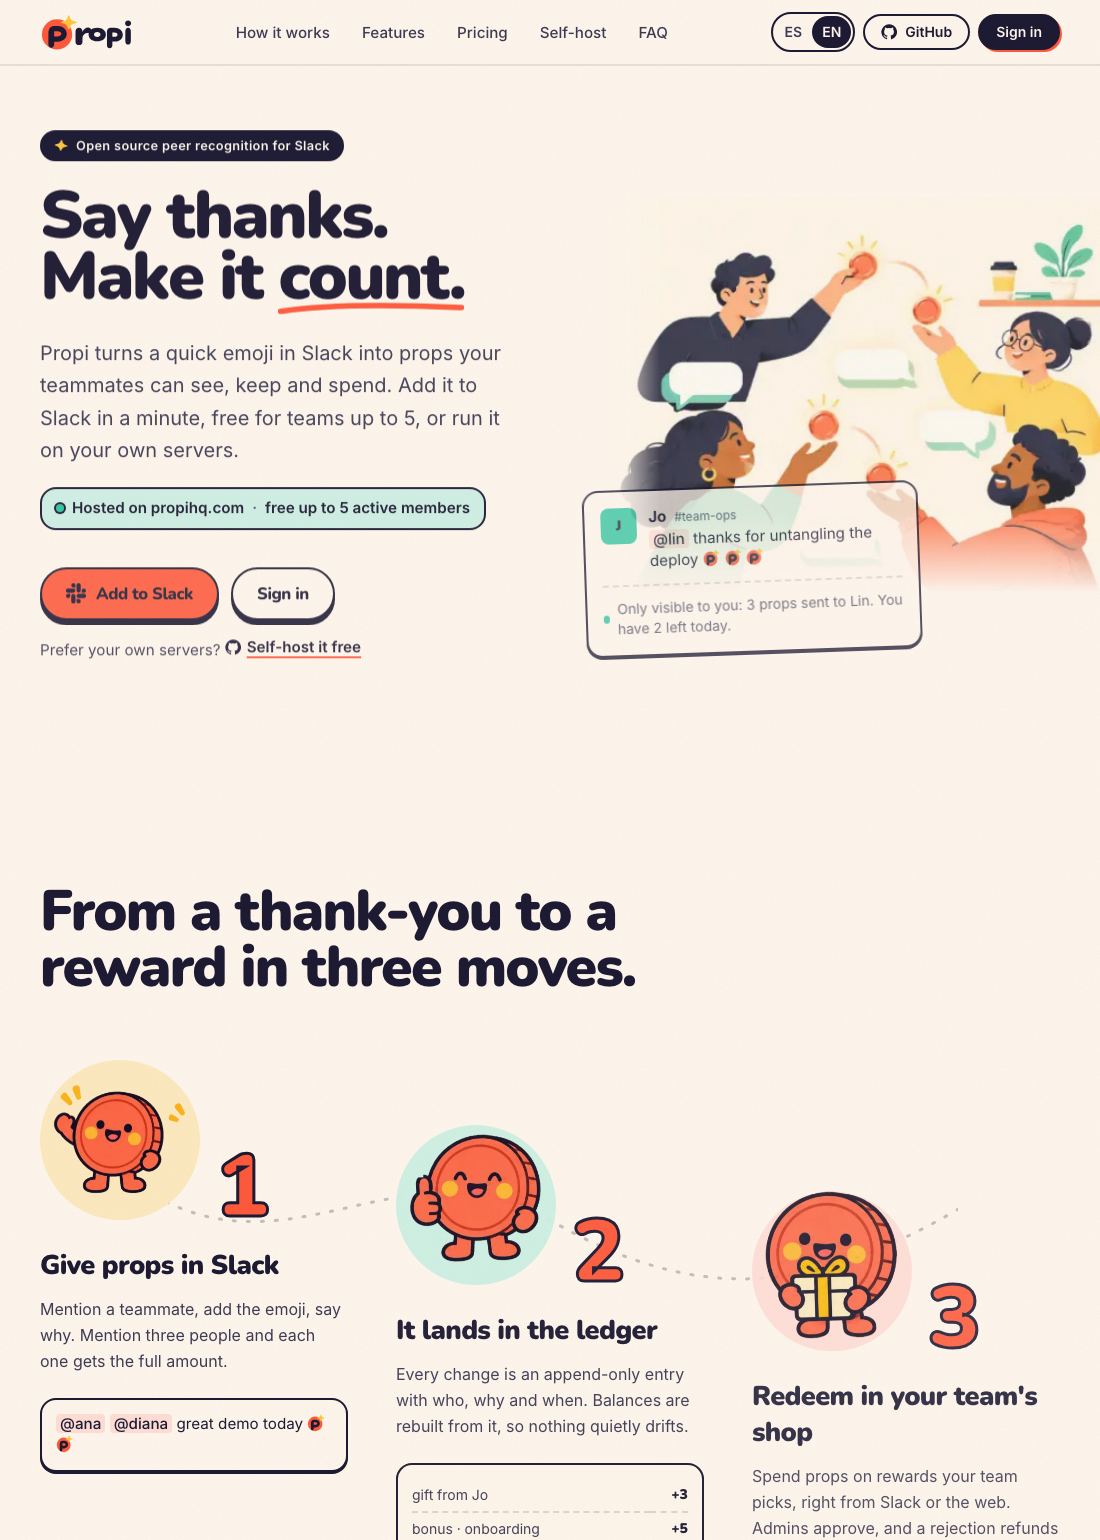 Propi
How it works
Features
Pricing
Self-host
FAQ
ES
EN
GitHub
Sign in
Open source peer recognition for Slack
Say thanks.
Make it count.
Propi turns a quick emoji in Slack into props your
teammates can see, keep and spend. Add it to
Slack in a minute, free for teams up to 5, or run it
on your own servers.
Hosted on propihq.com · free up to 5 active members
Add to Slack
Sign in
Prefer your own servers? Self-host it free
J
Jo #team-ops
@lin thanks for untangling the
deploy
Only visible to you: 3 props sent to Lin. You
have 2 left today.
From a thank-you to a
reward in three moves.
1
Give props in Slack
Mention a teammate, add the emoji, say
why. Mention three people and each
one gets the full amount.
@ana @diana great demo today
2
It lands in the ledger
Every change is an append-only entry
with who, why and when. Balances are
rebuilt from it, so nothing quietly drifts.
gift from Jo +3
bonus · onboarding +5
3
Redeem in your team's
shop
Spend props on rewards your team
picks, right from Slack or the web.
Admins approve, and a rejection refunds